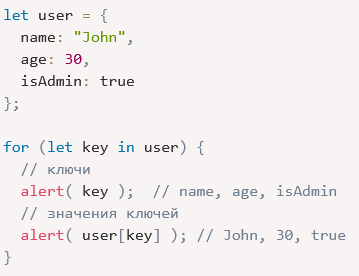 let user = {
  name: "John",
  age: 30,
  isAdmin: true
};

for (let key in user) {
  // ключи
  alert( key );  // name, age, isAdmin
  // значения ключей
  alert( user[key] ); // John, 30, true
}